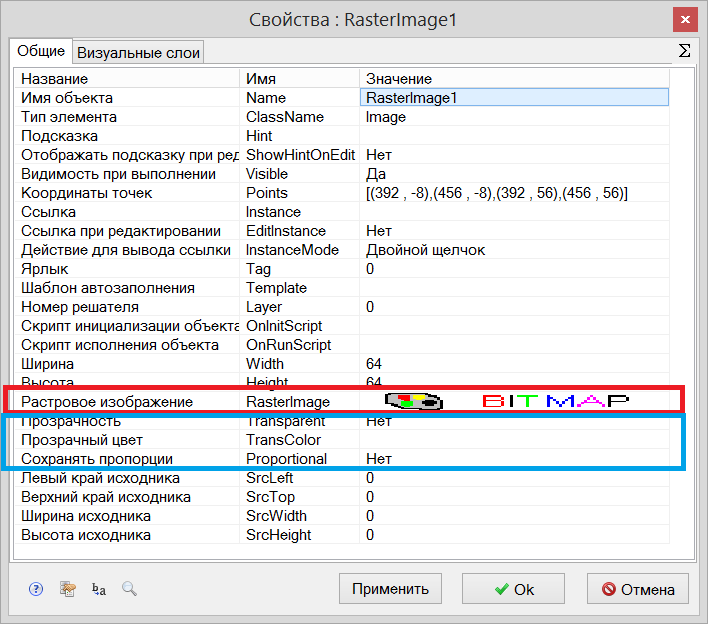 Свойства : RasterImage1
Общие Визуальные слои Σ
Название Имя Значение
Имя объекта Name RasterImage1
Тип элемента ClassName Image
Подсказка Hint
Отображать подсказку при ред ShowHintOnEdit Нет
Видимость при выполнении Visible Да
Координаты точек Points [(392 , -8),(456 , -8),(392 , 56),(456 , 56)]
Ссылка Instance
Ссылка при редактировании EditInstance Нет
Действие для вывода ссылки InstanceMode Двойной щелчок
Ярлык Tag 0
Шаблон автозаполнения Template
Номер решателя Layer 0
Скрипт инициализации объекта OnInitScript
Скрипт исполнения объекта OnRunScript
Ширина Width 64
Высота Height 64
Растровое изображение RasterImage BITMAP
Прозрачность Transparent Нет
Прозрачный цвет TransColor
Сохранять пропорции Proportional Нет
Левый край исходника SrcLeft 0
Верхний край исходника SrcTop 0
Ширина исходника SrcWidth 0
Высота исходника SrcHeight 0
? ba Применить Ok Отмена